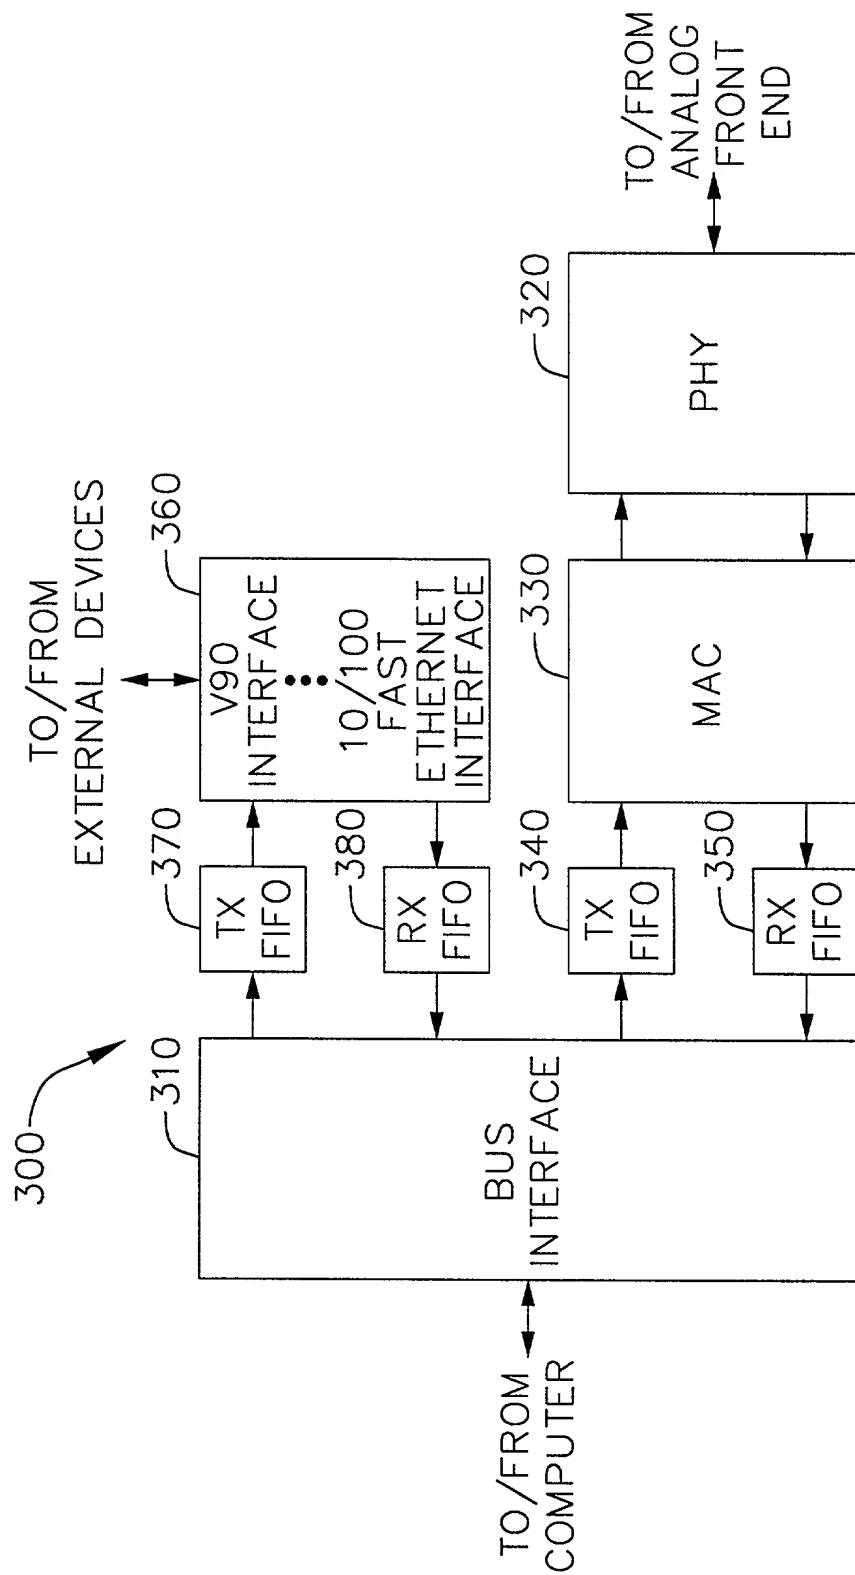 300
TO/FROM
COMPUTER
310
BUS
INTERFACE
370
TX
FIFO
380
RX
FIFO
340
TX
FIFO
350
RX
FIFO
TO/FROM
EXTERNAL DEVICES
360
V90
INTERFACE
10/100
FAST
ETHERNET
INTERFACE
330
MAC
320
PHY
TO/FROM
ANALOG
FRONT
END